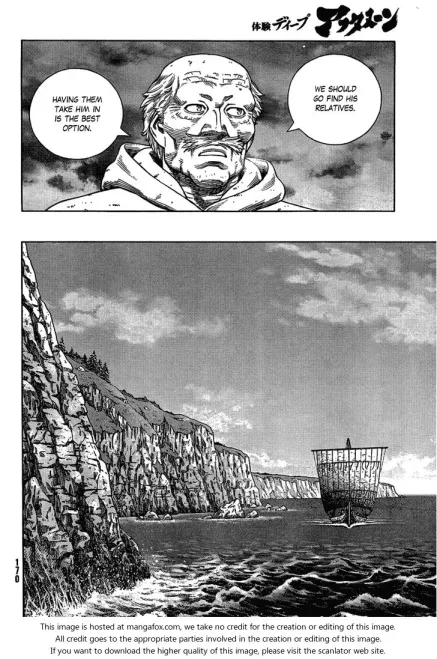 体験ディープ アフタヌーン
WE SHOULD
GO FIND HIS
RELATIVES.
HAVING THEM
TAKE HIM IN
IS THE BEST
OPTION.
170
This image is hosted at mangafox.com, we take no credit for the creation or editing of this image.
All credit goes to the appropriate parties involved in the creation or editing of this image.
If you want to download the higher quality of this image, please visit the scanlator web site.